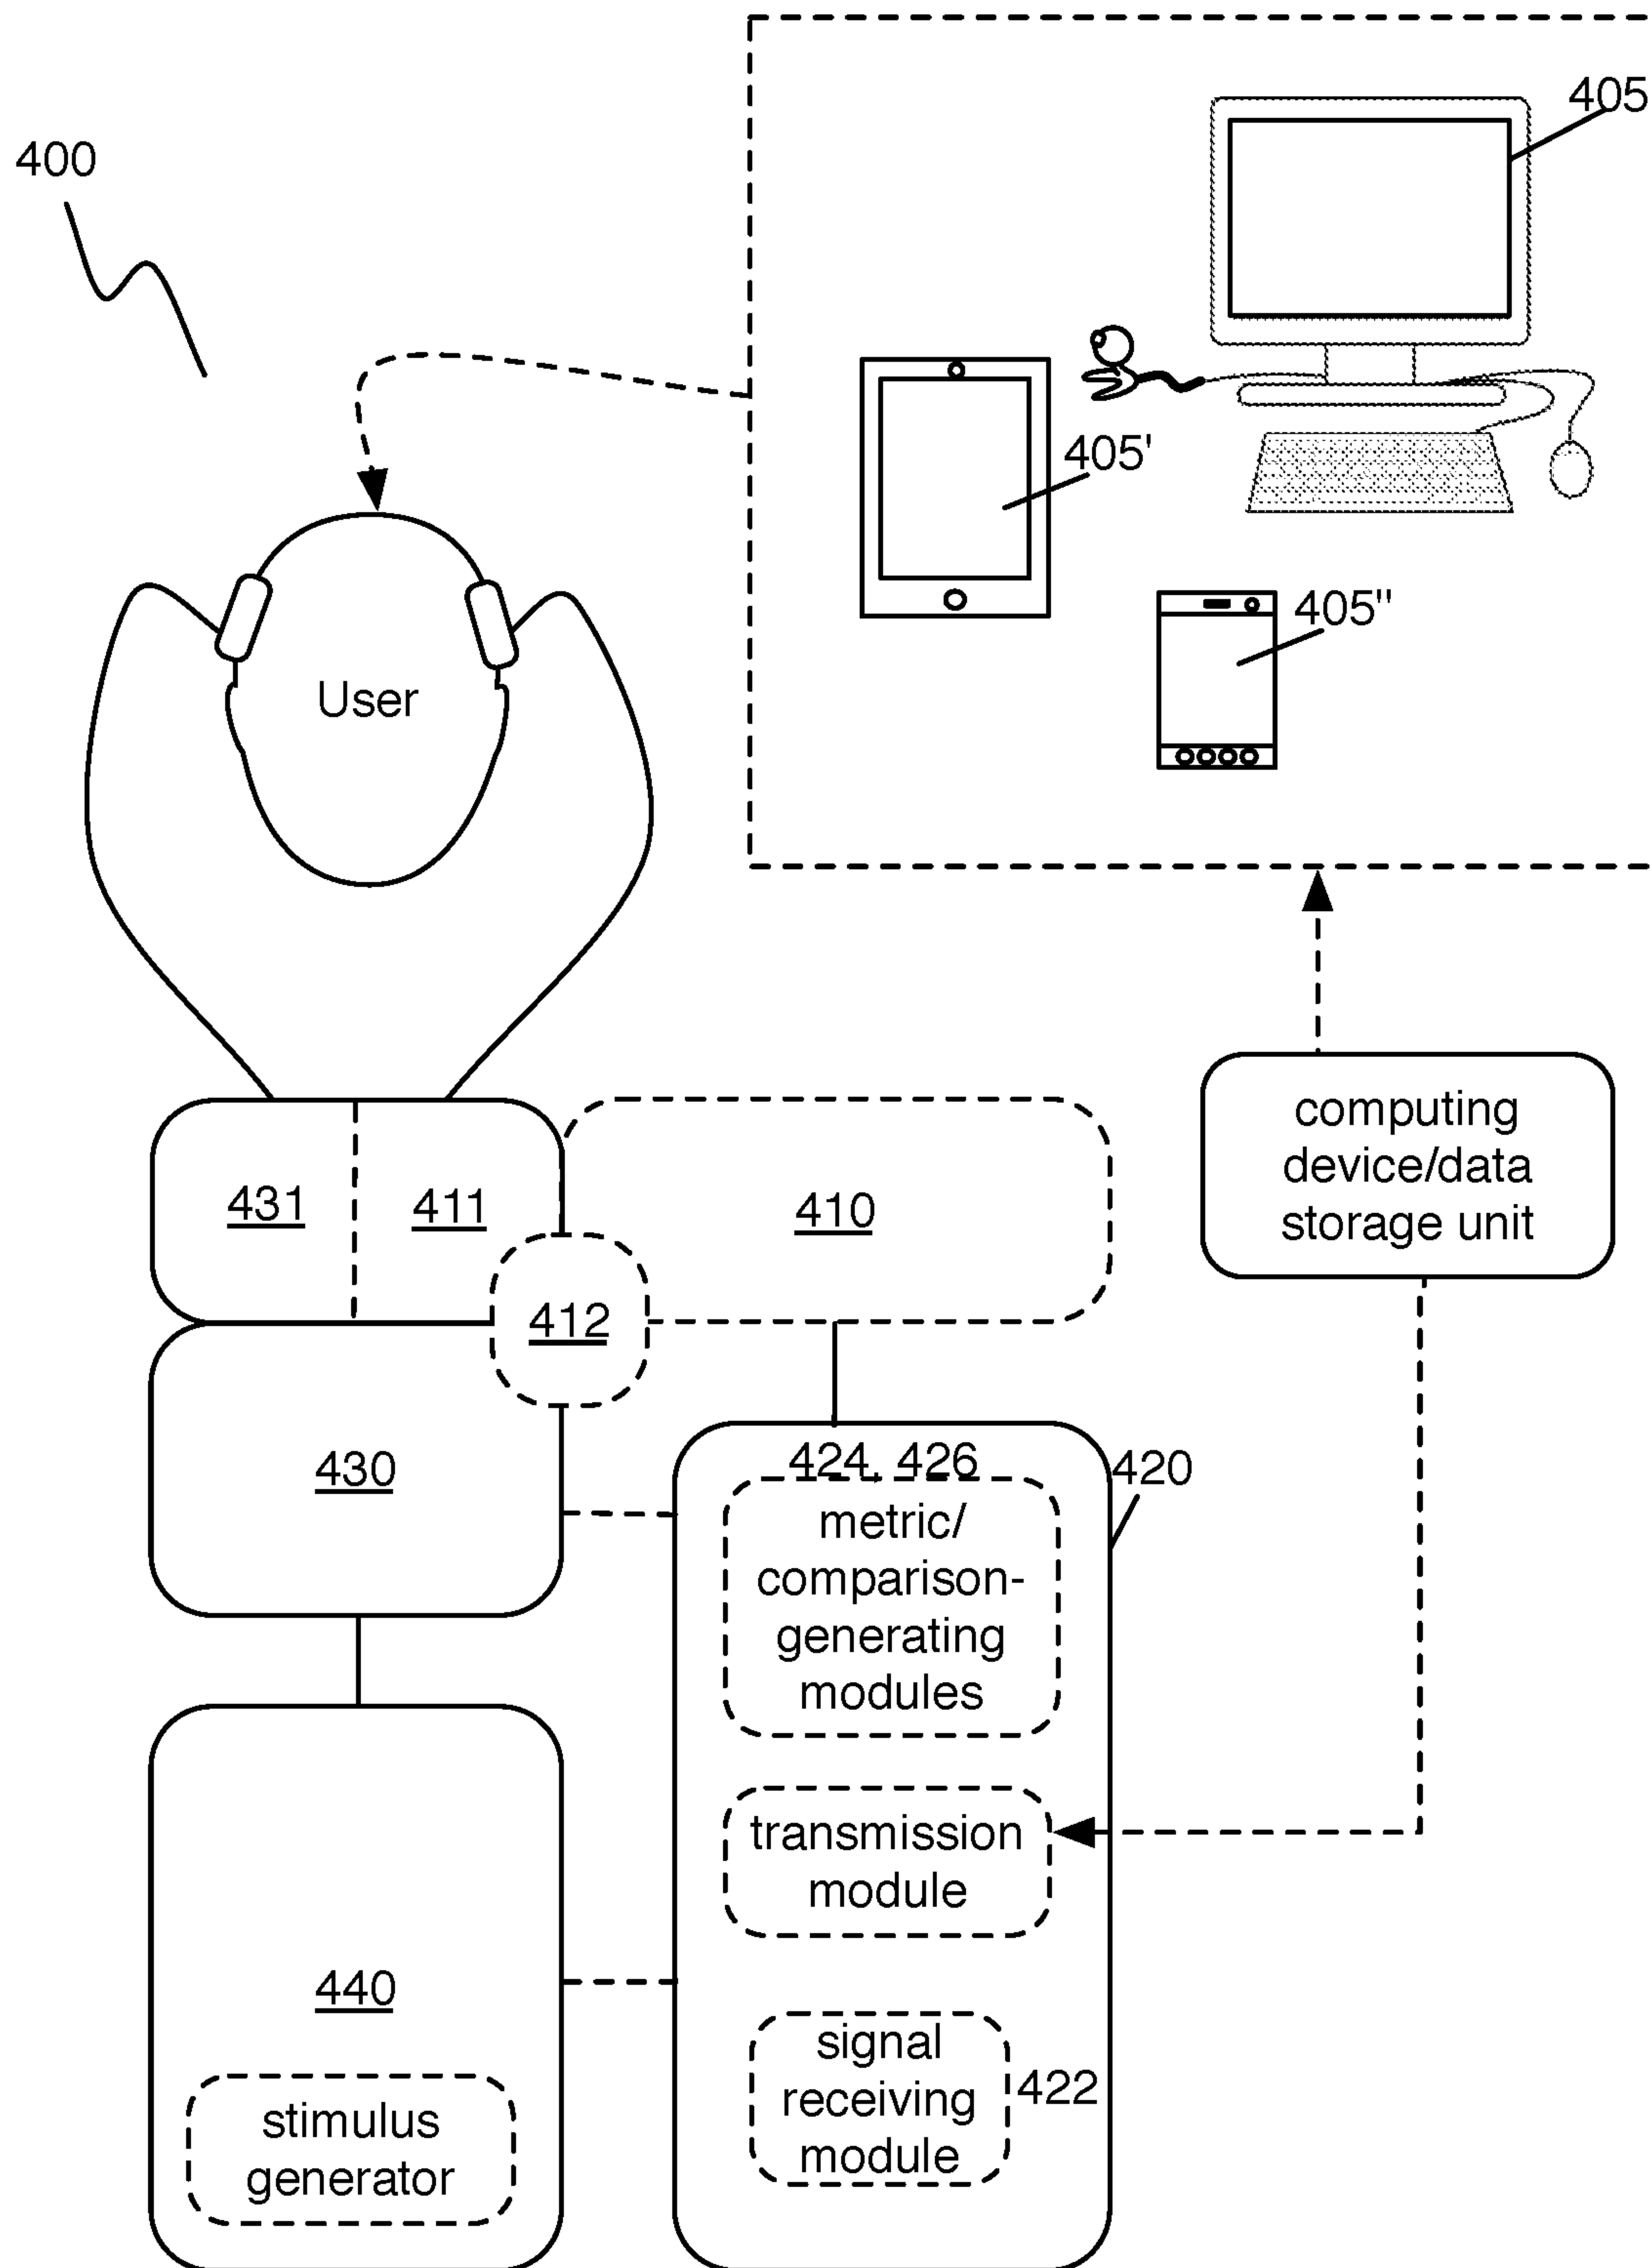 405
400
405'
405"
User
computing
device/data
storage unit
431
411
410
412
430
424, 426
420
metric/
comparison-
generating
modules
transmission
module
440
signal
receiving
module
422
stimulus
generator